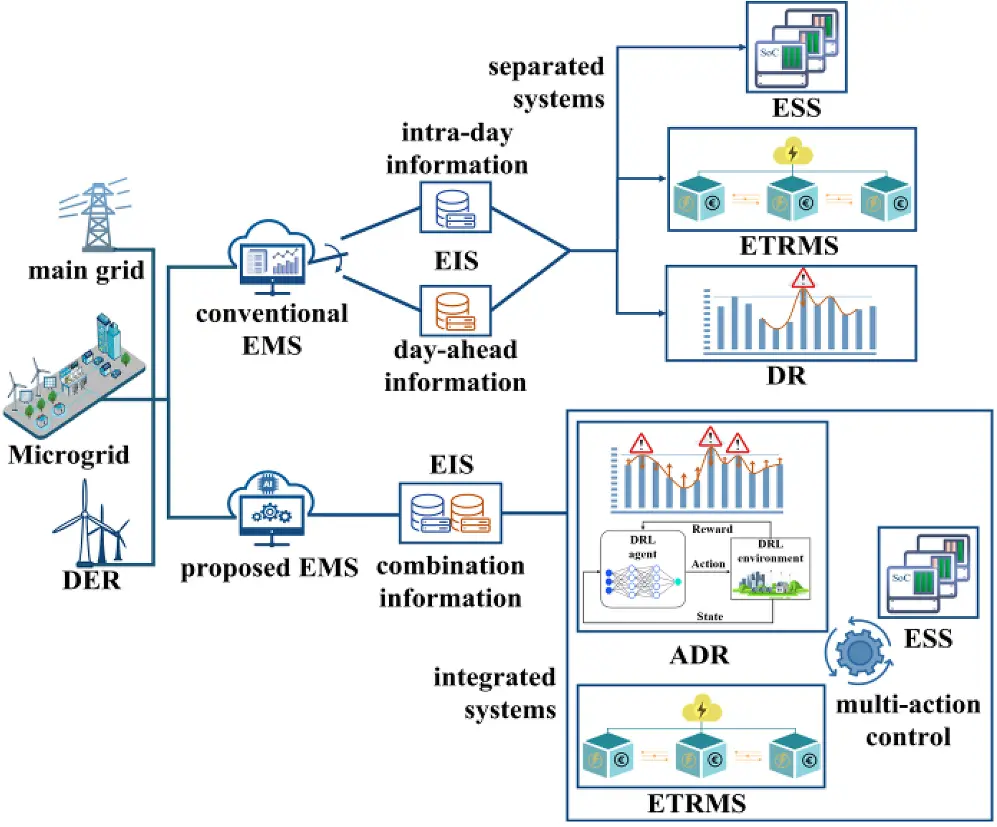 separated
systems
SoC
ESS
intra-day
information
EIS
ETRMS
main grid
conventional
EMS
day-ahead
information
DR
Microgrid
DER
AI
proposed EMS
EIS
combination
information
Reward
DRL
agent
Action
DRL
environment
State
ADR
SoC
ESS
integrated
systems
multi-action
control
ETRMS